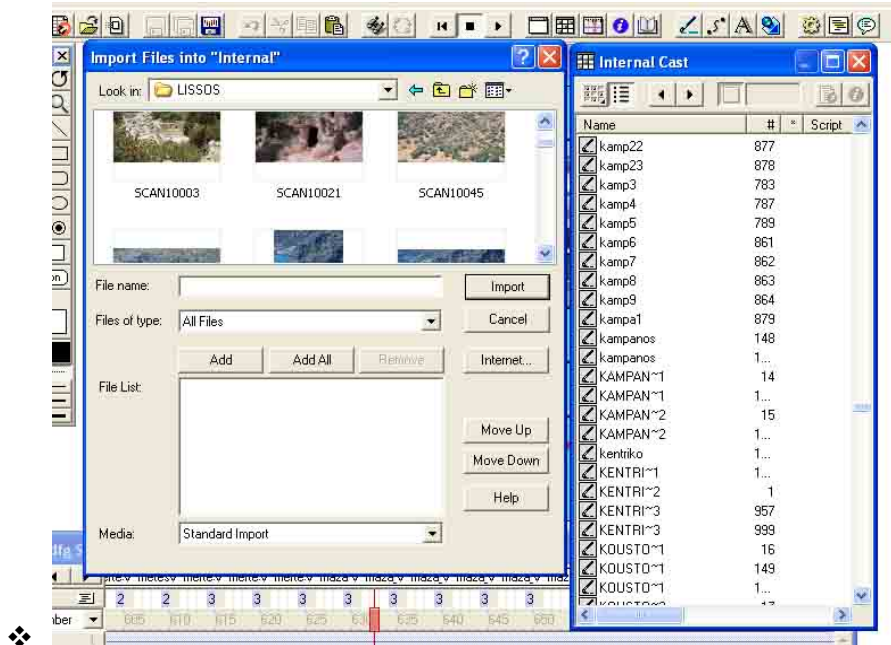 Import Files into "Internal"
Look in: LISSOS
SCAN10003 SCAN10021 SCAN10045
File name:
Import
Files of type: All Files
Cancel
Add Add All Remove Internet...
File List:
Move Up
Move Down
Help
Media: Standard Import
Internal Cast
Name # * Script
kamp22 877
kamp23 878
kamp3 783
kamp4 787
kamp5 789
kamp6 861
kamp7 862
kamp8 863
kamp9 864
kampa1 879
kampanos 148
kampanos 1...
KAMPAN~1 14
KAMPAN~1 1...
KAMPAN~2 15
KAMPAN~2 1...
kentriko 1...
KENTRI~1 1...
KENTRI~2 1
KENTRI~3 957
KENTRI~3 999
KOUSTO~1 16
KOUSTO~1 149
KOUSTO~1 1...
2 2 3 3 3 3 3 3 3 3
ber 605 610 615 620 625 630 635 640 645 650